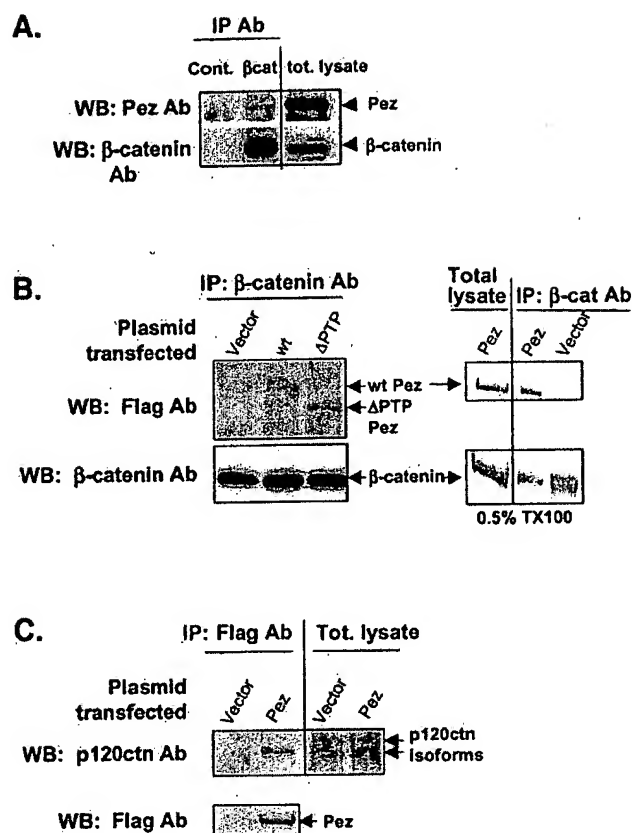 A.
IP Ab
Cont. βcat tot. lysate
WB: Pez Ab
Pez
WB: β-catenin Ab
β-catenin
B.
IP: β-catenin Ab
Total lysate
IP: β-cat Ab
Plasmid transfected
Vector
wt
ΔPTP
Pez
Pez
Vector
WB: Flag Ab
wt Pez
ΔPTP Pez
WB: β-catenin Ab
β-catenin
0.5% TX100
C.
IP: Flag Ab
Tot. lysate
Plasmid transfected
Vector
Pez
Vector
Pez
WB: p120ctn Ab
p120ctn Isoforms
WB: Flag Ab
Pez